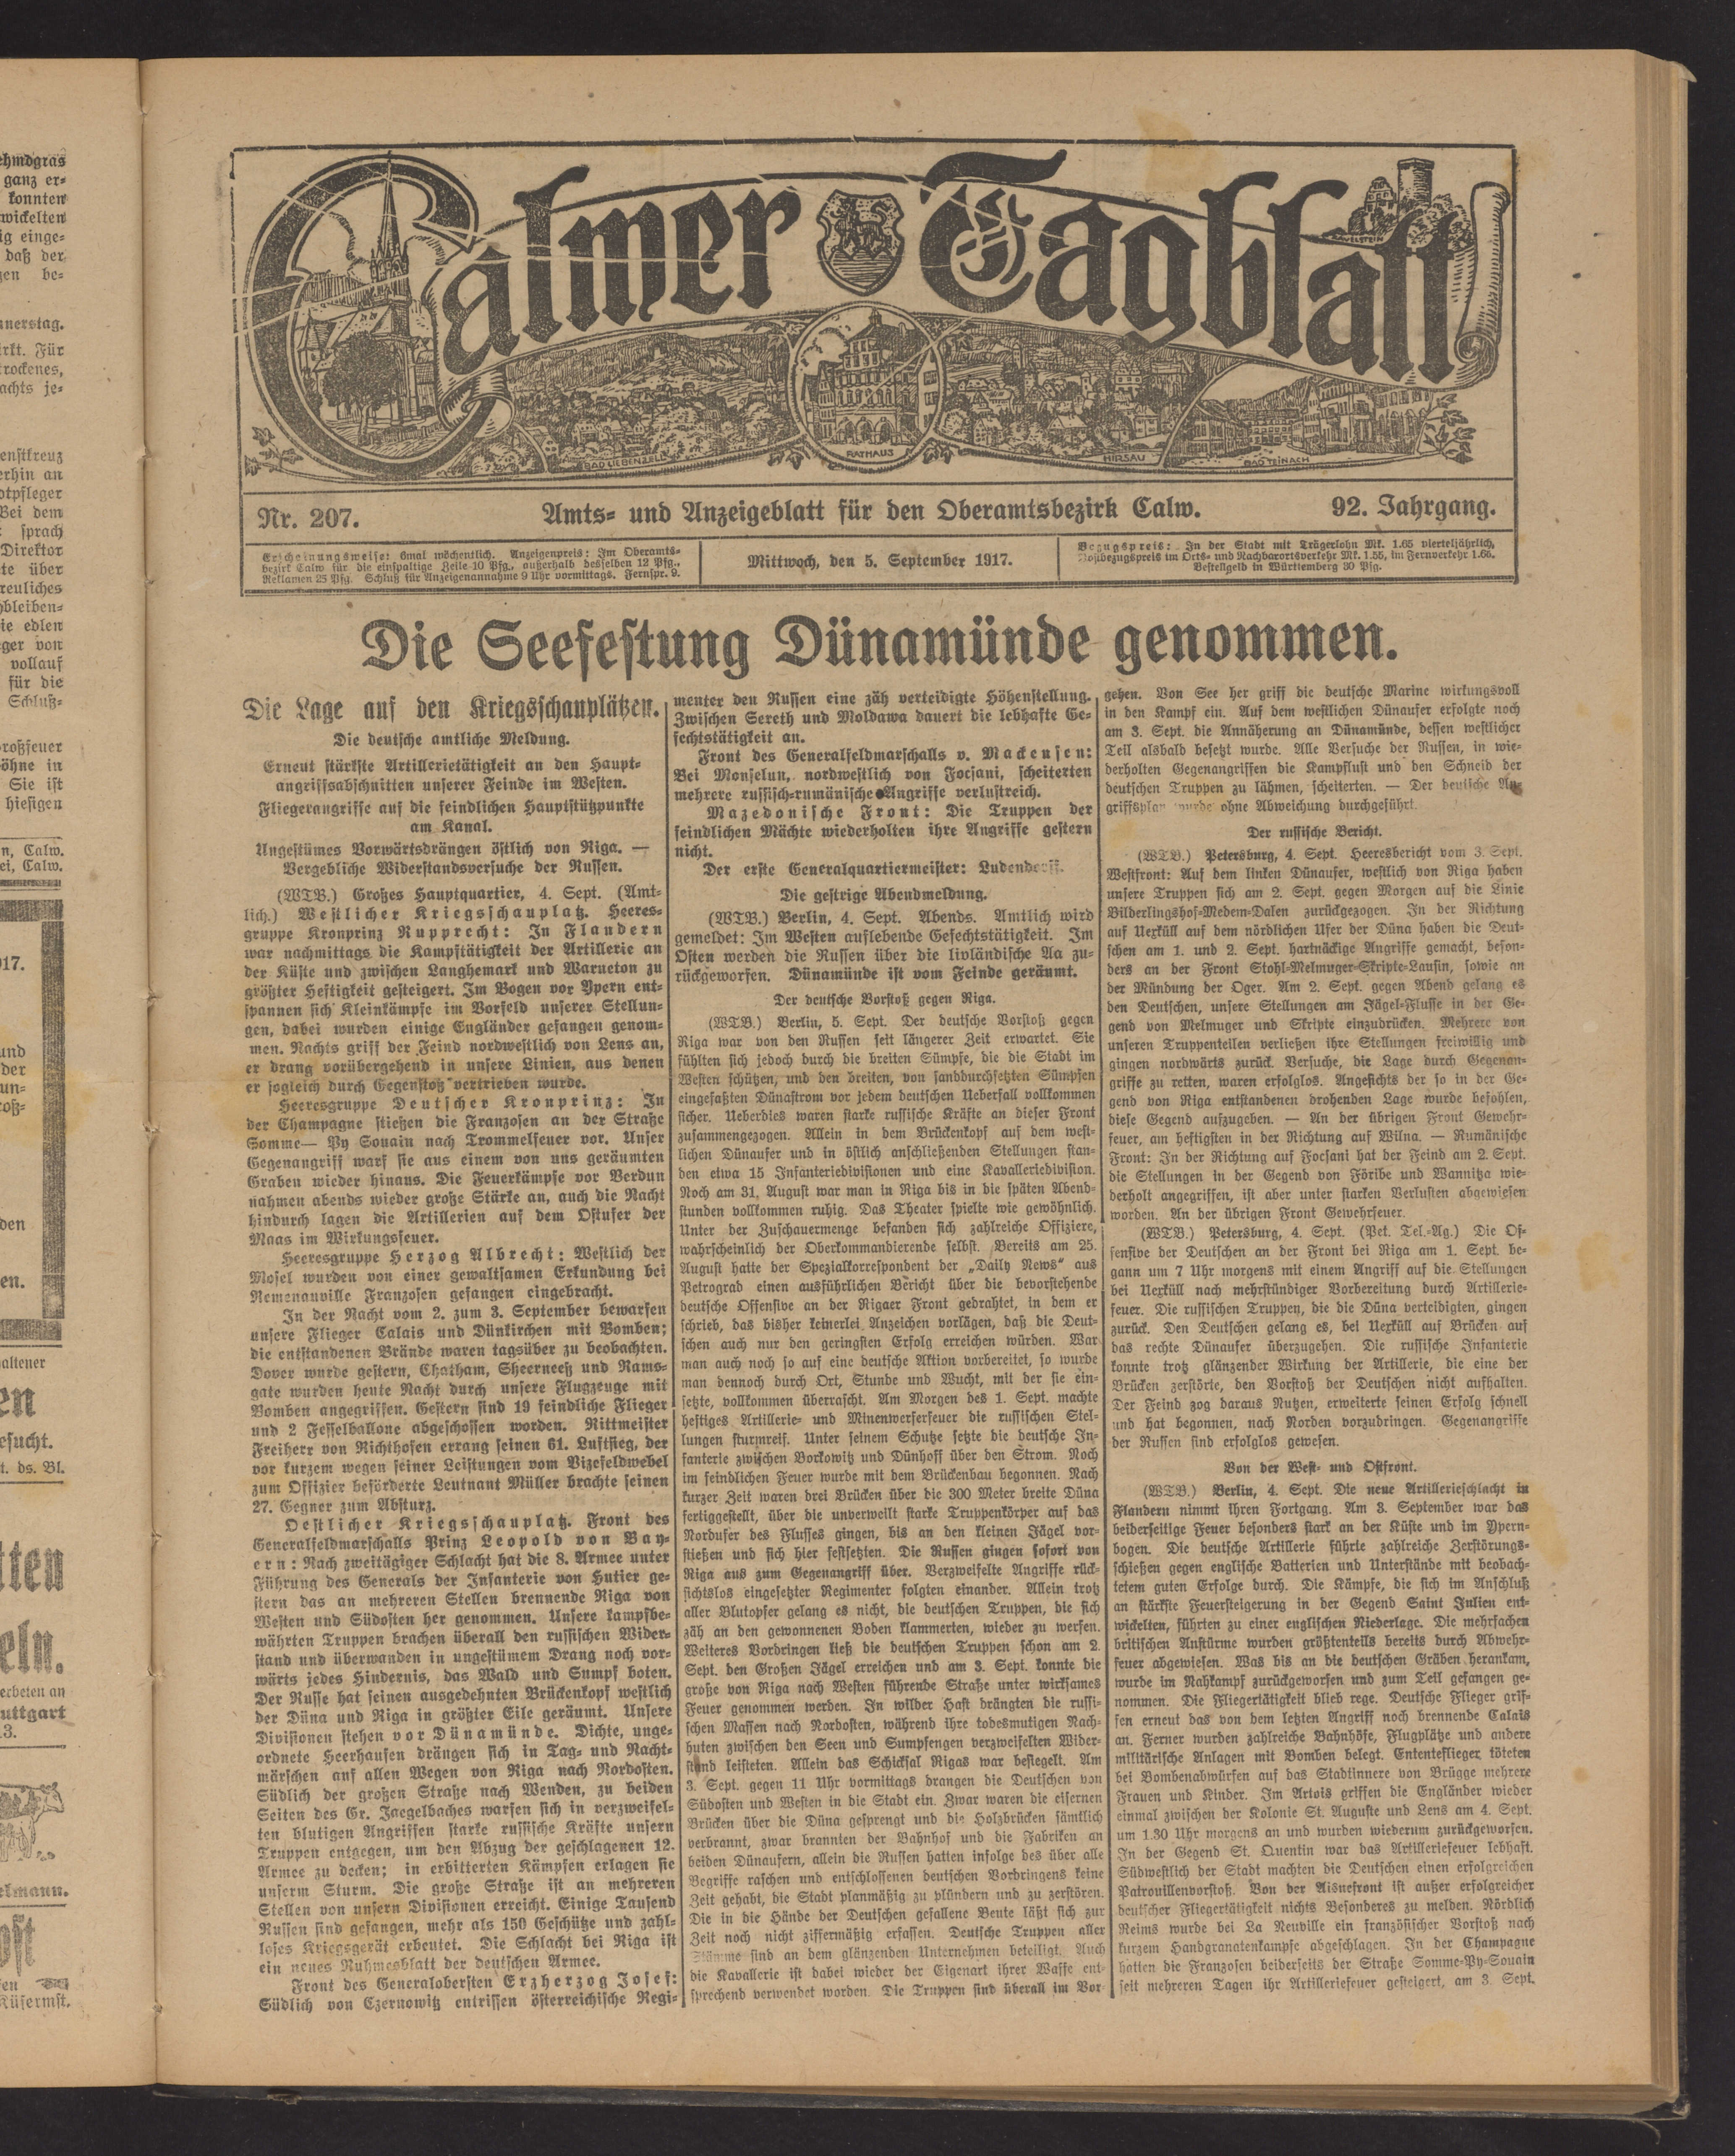 Calmer Tagblatt
RAVELSTEIN
BAD LIEBENZELL
RATHAUS
HIRSAU
BAD TEINACH
Nr. 207.
Amts- und Anzeigeblatt für den Oberamtsbezirk Calw.
92. Jahrgang.
Erscheinungsweise: 6mal wöchentlich. Anzeigenpreis: Im Oberamts-
bezirk Calw für die einspaltige Zeile 10 Pfg., außerhalb desselben 12 Pfg.,
Reklamen 25 Pfg. Schluß für Anzeigenannahme 9 Uhr vormittags. Fernspr. 9.
Mittwoch, den 5. September 1917.
Bezugspreis: In der Stadt mit Trägerlohn Mk. 1.65 vierteljährlich,
Postbezugspreis im Orts- und Nachbarortsverkehr Mk. 1.55, im Fernverkehr 1.65.
Bestellgeld in Württemberg 30 Pfg.
Die Seefestung Dünamünde genommen.
Die Lage auf den Kriegsschauplätzen.
Die deutsche amtliche Meldung.
Erneut stärkste Artillerietätigkeit an den Haupt-
angriffsabschnitten unserer Feinde im Westen.
Fliegerangriffe auf die feindlichen Hauptstützpunkte
am Kanal.
Ungestümes Vorwärtsdrängen östlich von Riga. —
Vergebliche Widerstandsversuche der Russen.
(WTB.) Großes Hauptquartier, 4. Sept. (Amt-
lich.) Westlicher Kriegsschauplatz. Heeres-
gruppe Kronprinz Rupprecht: In Flandern
war nachmittags die Kampftätigkeit der Artillerie an
der Küste und zwischen Langhemark und Warneton zu
größter Heftigkeit gesteigert. Im Bogen vor Ypern ent-
spannen sich Kleinkämpfe im Vorfeld unserer Stellun-
gen, dabei wurden einige Engländer gefangen genom-
men. Nachts griff der Feind nordwestlich von Lens an,
er drang vorübergehend in unsere Linien, aus denen
er sogleich durch Gegenstoß vertrieben wurde.
Heeresgruppe Deutscher Kronprinz: In
der Champagne stießen die Franzosen an der Straße
Somme— Py Souain nach Trommelfeuer vor. Unser
Gegenangriff warf sie aus einem von uns geräumten
Graben wieder hinaus. Die Feuerkämpfe vor Verdun
nahmen abends wieder große Stärke an, auch die Nacht
hindurch lagen die Artillerien auf dem Ostufer der
Maas im Wirkungsfeuer.
Heeresgruppe Herzog Albrecht: Westlich der
Mosel wurden von einer gewaltsamen Erkundung bei
Remenauville Franzosen gefangen eingebracht.
In der Nacht vom 2. zum 3. September bewarfen
unsere Flieger Calais und Dünkirchen mit Bomben;
die entstandenen Brände waren tagsüber zu beobachten.
Dover wurde gestern, Chatham, Sheerneeß und Rams-
gate wurden heute Nacht durch unsere Flugzeuge mit
Bomben angegriffen. Gestern sind 19 feindliche Flieger
und 2 Fesselballone abgeschossen worden. Rittmeister
Freiherr von Richthofen errang seinen 61. Luftsieg, der
vor kurzem wegen seiner Leistungen vom Vizefeldwebel
zum Offizier beförderte Leutnant Müller brachte seinen
27. Gegner zum Absturz.
Oestlicher Kriegsschauplatz. Front des
Generalfeldmarschalls Prinz Leopold von Bay-
ern: Nach zweitägiger Schlacht hat die 8. Armee unter
Führung des Generals der Infanterie von Hutier ge-
stern das an mehreren Stellen brennende Riga von
Westen und Südosten her genommen. Unsere kampfbe-
währten Truppen brachen überall den russischen Wider-
stand und überwanden in ungestümem Drang noch vor-
wärts jedes Hindernis, das Wald und Sumpf boten.
Der Russe hat seinen ausgedehnten Brückenkopf westlich
der Düna und Riga in größter Eile geräumt. Unsere
Divisionen stehen vor Dünamünde. Dichte, unge-
ordnete Heerhaufen drängen sich in Tag- und Nacht-
märschen auf allen Wegen von Riga nach Nordosten.
Südlich der großen Straße nach Wenden, zu beiden
Seiten des Gr. Jaegelbaches warfen sich in verzweifel-
ten blutigen Angriffen starke russische Kräfte unsern
Truppen entgegen, um den Abzug der geschlagenen 12.
Armee zu decken; in erbitterten Kämpfen erlagen sie
unserm Sturm. Die große Straße ist an mehreren
Stellen von unsern Divisionen erreicht. Einige Tausend
Russen sind gefangen, mehr als 150 Geschütze und zahl-
loses Kriegsgerät erbeutet. Die Schlacht bei Riga ist
ein neues Ruhmesblatt der deutschen Armee.
Front des Generalobersten Erzherzog Josef:
Südlich von Czernowitz entrissen österreichische Regi-
menter den Russen eine zäh verteidigte Höhenstellung.
Zwischen Sereth und Moldawa dauert die lebhafte Ge-
fechtstätigkeit an.
Front des Generalfeldmarschalls v. Mackensen:
Bei Monselun, nordwestlich von Focsani, scheiterten
mehrere russisch-rumänische Angriffe verlustreich.
Mazedonische Front: Die Truppen der
feindlichen Mächte wiederholten ihre Angriffe gestern
nicht.
Der erste Generalquartiermeister: Ludendorff.
Die gestrige Abendmeldung.
(WTB.) Berlin, 4. Sept. Abends. Amtlich wird
gemeldet: Im Westen auflebende Gefechtstätigkeit. Im
Osten werden die Russen über die livländische Aa zu-
rückgeworfen. Dünamünde ist vom Feinde geräumt.
Der deutsche Vorstoß gegen Riga.
(WTB.) Berlin, 5. Sept. Der deutsche Vorstoß gegen
Riga war von den Russen seit längerer Zeit erwartet. Sie
fühlten sich jedoch durch die breiten Sümpfe, die die Stadt im
Westen schützen, und den breiten, von sanddurchsetzten Sümpfen
eingefaßten Dünastrom vor jedem deutschen Ueberfall vollkommen
sicher. Ueberdies waren starke russische Kräfte an dieser Front
zusammengezogen. Allein in dem Brückenkopf auf dem west-
lichen Dünaufer und in östlich anschließenden Stellungen stan-
den etwa 15 Infanteriedivisionen und eine Kavalleriedivision.
Noch am 31. August war man in Riga bis in die späten Abend-
stunden vollkommen ruhig. Das Theater spielte wie gewöhnlich.
Unter der Zuschauermenge befanden sich zahlreiche Offiziere,
wahrscheinlich der Oberkommandierende selbst. Bereits am 25.
August hatte der Spezialkorrespondent der „Daily News“ aus
Petrograd einen ausführlichen Bericht über die bevorstehende
deutsche Offensive an der Rigaer Front gedrahtet, in dem er
schrieb, das bisher keinerlei Anzeichen vorlägen, daß die Deut-
schen auch nur den geringsten Erfolg erreichen würden. War
man auch noch so auf eine deutsche Aktion vorbereitet, so wurde
man dennoch durch Ort, Stunde und Wucht, mit der sie ein-
setzte, vollkommen überrascht. Am Morgen des 1. Sept. machte
heftiges Artillerie- und Minenwerferfeuer die russischen Stel-
lungen sturmreif. Unter seinem Schutze setzte die deutsche In-
fanterie zwischen Borkowitz und Dünhoff über den Strom. Noch
im feindlichen Feuer wurde mit dem Brückenbau begonnen. Nach
kurzer Zeit waren drei Brücken über die 300 Meter breite Düna
fertiggestellt, über die unverweilt starke Truppenkörper auf das
Nordufer des Flusses gingen, bis an den kleinen Jägel vor-
stießen und sich hier festsetzten. Die Russen gingen sofort von
Riga aus zum Gegenangriff über. Verzweifelte Angriffe rück-
sichtslos eingesetzter Regimenter folgten einander. Allein trotz
aller Blutopfer gelang es nicht, die deutschen Truppen, die sich
zäh an den gewonnenen Boden klammerten, wieder zu werfen.
Weiteres Vordringen ließ die deutschen Truppen schon am 2.
Sept. den Großen Jägel erreichen und am 3. Sept. konnte die
große von Riga nach Westen führende Straße unter wirksames
Feuer genommen werden. In wilder Hast drängten die russi-
schen Massen nach Nordosten, während ihre todesmutigen Nach-
huten zwischen den Seen und Sumpfengen verzweifelten Wider-
stand leisteten. Allein das Schicksal Rigas war besiegelt. Am
3. Sept. gegen 11 Uhr vormittags drangen die Deutschen von
Südosten und Westen in die Stadt ein. Zwar waren die eisernen
Brücken über die Düna gesprengt und die Holzbrücken sämtlich
verbrannt, zwar brannten der Bahnhof und die Fabriken an
beiden Dünaufern, allein die Russen hatten infolge des über alle
Begriffe raschen und entschlossenen deutschen Vordringens keine
Zeit gehabt, die Stadt planmäßig zu plündern und zu zerstören.
Die in die Hände der Deutschen gefallene Beute läßt sich zur
Zeit noch nicht ziffermäßig erfassen. Deutsche Truppen aller
Stämme sind an dem glänzenden Unternehmen beteiligt. Auch
die Kavallerie ist dabei wieder der Eigenart ihrer Waffe ent-
sprechend verwendet worden. Die Truppen sind überall im Vor-
gehen. Von See her griff die deutsche Marine wirkungsvoll
in den Kampf ein. Auf dem westlichen Dünaufer erfolgte noch
am 3. Sept. die Annäherung an Dünamünde, dessen westlicher
Teil alsbald besetzt wurde. Alle Versuche der Russen, in wie-
derholten Gegenangriffen die Kampflust und den Schneid der
deutschen Truppen zu lähmen, scheiterten. — Der deutsche An-
griffsplan wurde ohne Abweichung durchgeführt.
Der russische Bericht.
(WTB.) Petersburg, 4. Sept. Heeresbericht vom 3. Sept.
Westfront: Auf dem linken Dünaufer, westlich von Riga haben
unsere Truppen sich am 2. Sept. gegen Morgen auf die Linie
Bilderlingshof-Medem-Dalen zurückgezogen. In der Richtung
auf Uexküll auf dem nördlichen Ufer der Düna haben die Deut-
schen am 1. und 2. Sept. hartnäckige Angriffe gemacht, beson-
ders an der Front Stohl-Melmuger-Skripte-Lausin, sowie an
der Mündung der Oger. Am 2. Sept. gegen Abend gelang es
den Deutschen, unsere Stellungen am Jägel-Flusse in der Ge-
gend von Melmuger und Skripte einzudrücken. Mehrere von
unseren Truppenteilen verließen ihre Stellungen freiwillig und
gingen nordwärts zurück. Versuche, die Lage durch Gegenan-
griffe zu retten, waren erfolglos. Angesichts der so in der Ge-
gend von Riga entstandenen drohenden Lage wurde befohlen,
diese Gegend aufzugeben. — An der übrigen Front Gewehr-
feuer, am heftigsten in der Richtung auf Wilna. — Rumänische
Front: In der Richtung auf Focsani hat der Feind am 2. Sept.
die Stellungen in der Gegend von Föribe und Wannitza wie-
derholt angegriffen, ist aber unter starken Verlusten abgewiesen
worden. An der übrigen Front Gewehrfeuer.
(WTB.) Petersburg, 4. Sept. (Pet. Tel.-Ag.) Die Of-
fensive der Deutschen an der Front bei Riga am 1. Sept. be-
gann um 7 Uhr morgens mit einem Angriff auf die Stellungen
bei Uexküll nach mehrstündiger Vorbereitung durch Artillerie-
feuer. Die russischen Truppen, die die Düna verteidigten, gingen
zurück. Den Deutschen gelang es, bei Uexküll auf Brücken auf
das rechte Dünaufer überzugehen. Die russische Infanterie
konnte trotz glänzender Wirkung der Artillerie, die eine der
Brücken zerstörte, den Vorstoß der Deutschen nicht aufhalten.
Der Feind zog daraus Nutzen, erweiterte seinen Erfolg schnell
und hat begonnen, nach Norden vorzudringen. Gegenangriffe
der Russen sind erfolglos gewesen.
Von der West- und Ostfront.
(WTB.) Berlin, 4. Sept. Die neue Artillerieschlacht in
Flandern nimmt ihren Fortgang. Am 3. September war das
beiderseitige Feuer besonders stark an der Küste und im Ypern-
bogen. Die deutsche Artillerie führte zahlreiche Zerstörungs-
schießen gegen englische Batterien und Unterstände mit beobach-
tetem guten Erfolge durch. Die Kämpfe, die sich im Anschluß
an stärkste Feuersteigerung in der Gegend Saint Julien ent-
wickelten, führten zu einer englischen Niederlage. Die mehrfachen
britischen Anstürme wurden größtenteils bereits durch Abwehr-
feuer abgewiesen. Was bis an die deutschen Gräben herankam,
wurde im Nahkampf zurückgeworfen und zum Teil gefangen ge-
nommen. Die Fliegertätigkeit blieb rege. Deutsche Flieger grif-
fen erneut das von dem letzten Angriff noch brennende Calais
an. Ferner wurden zahlreiche Bahnhöfe, Flugplätze und andere
militärische Anlagen mit Bomben belegt. Ententeflieger töteten
bei Bombenabwürfen auf das Stadtinnere von Brügge mehrere
Frauen und Kinder. Im Artois griffen die Engländer wieder
einmal zwischen der Kolonie St. Auguste und Lens am 4. Sept.
um 1.30 Uhr morgens an und wurden wiederum zurückgeworfen.
In der Gegend St. Quentin war das Artilleriefeuer lebhaft.
Südwestlich der Stadt machten die Deutschen einen erfolgreichen
Patrouillenvorstoß. Von der Aisnefront ist außer erfolgreicher
deutscher Fliegertätigkeit nichts Besonderes zu melden. Nördlich
Reims wurde bei La Neuville ein französischer Vorstoß nach
kurzem Handgranatenkampfe abgeschlagen. In der Champagne
hatten die Franzosen beiderseits der Straße Somme-Py-Souain
seit mehreren Tagen ihr Artilleriefeuer gesteigert, am 3. Sept.